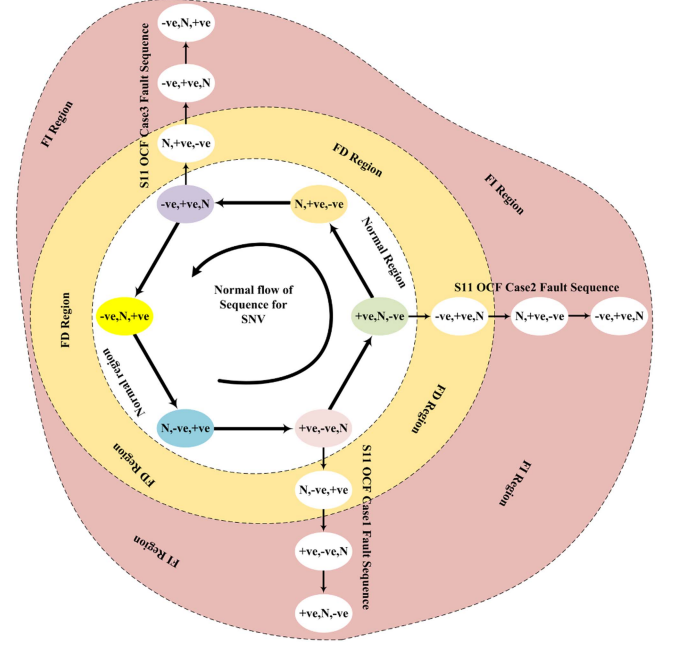 -ve,N,+ve
-ve,+ve,N
S11 OCF Case3 Fault Sequence
FI Region
N,+ve,-ve
FD Region
FI Region
-ve,+ve,N
N,+ve,-ve
Normal Region
Normal flow of
Sequence for
SNV
S11 OCF Case2 Fault Sequence
FD Region
-ve,N,+ve
+ve,N,-ve
-ve,+ve,N
N,+ve,-ve
-ve,+ve,N
Normal region
FD Region
N,-ve,+ve
+ve,-ve,N
FD Region
N,-ve,+ve
S11 OCF Case1 Fault Sequence
FI Region
FI Region
+ve,-ve,N
+ve,N,-ve